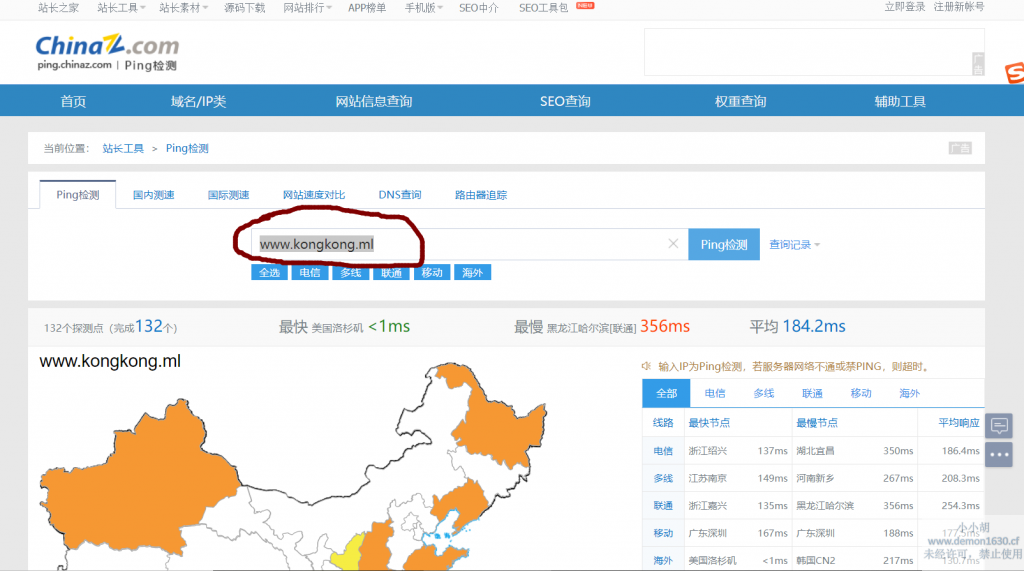 站长之家 站长工具 站长素材 源码下载 网站排行 APP榜单 手机版 SEO中介 SEO工具包 立即登录 注册新帐号
ChinaZ.com
ping.chinaz.com | Ping检测
广告
首页 域名/IP类 网站信息查询 SEO查询 权重查询 辅助工具
当前位置: 站长工具 > Ping检测 广告
Ping检测 国内测速 国际测速 网站速度对比 DNS查询 路由器追踪
www.kongkong.ml Ping检测 查询记录
全选 电信 多线 联通 移动 海外
132个探测点 (完成132个) 最快 美国洛杉矶 <1ms 最慢 黑龙江哈尔滨[联通] 356ms 平均 184.2ms
www.kongkong.ml
输入IP为Ping检测，若服务器网络不通或禁PING，则超时。
全部 电信 多线 联通 移动 海外
线路 最快节点 最慢节点 平均响应
电信 浙江绍兴 137ms 湖北宜昌 350ms 186.4ms
多线 江苏南京 149ms 河南新乡 267ms 208.3ms
联通 浙江嘉兴 135ms 黑龙江哈尔滨 356ms 254.3ms
移动 广东深圳 167ms 广东深圳 188ms
海外 美国洛杉矶 <1ms 韩国CN2 217ms 130.7ms
小小胡
www.demon1630.cf
未经许可，禁止使用